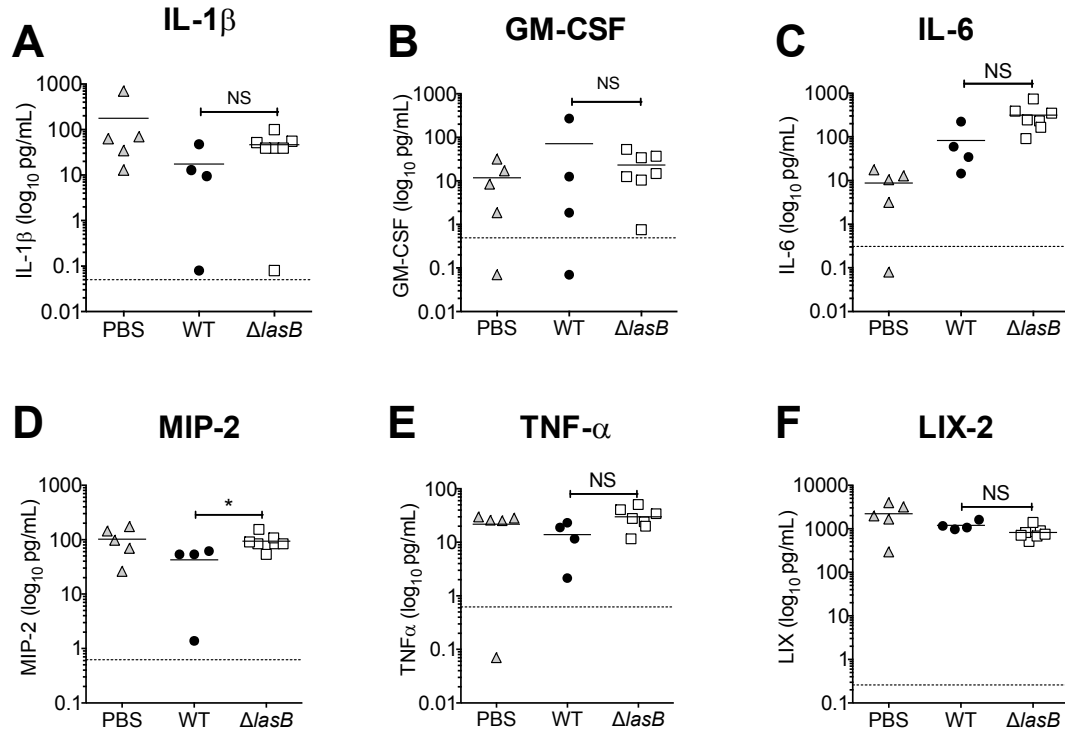 A
IL-1β
IL-1β (log10 pg/mL)
1000
100
10
1
0.1
0.01
NS
PBS WT ΔlasB
B
GM-CSF
GM-CSF (log10 pg/mL)
1000
100
10
1
0.1
0.01
NS
PBS WT ΔlasB
C
IL-6
IL-6 (log10 pg/mL)
1000
100
10
1
0.1
0.01
NS
PBS WT ΔlasB
D
MIP-2
MIP-2 (log10 pg/mL)
1000
100
10
1
0.1
*
PBS WT ΔlasB
E
TNF-α
TNFα (log10 pg/mL)
100
10
1
0.1
0.01
NS
PBS WT ΔlasB
F
LIX-2
LIX (log10 pg/mL)
10000
1000
100
10
1
0.1
NS
PBS WT ΔlasB